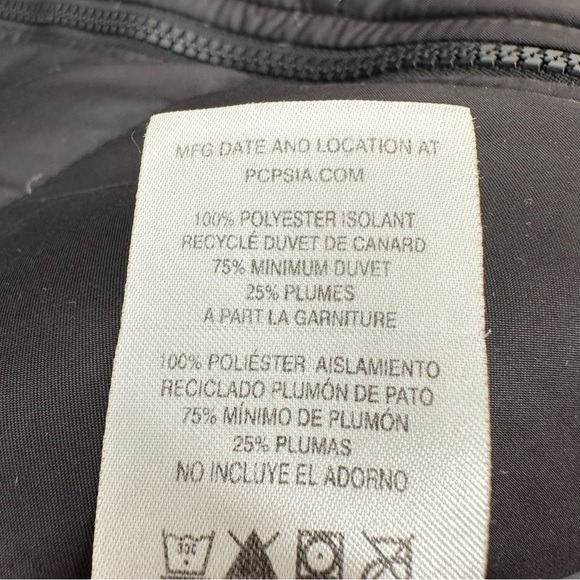 MFG DATE AND LOCATION AT
PCPSIA.COM
100% POLYESTER ISOLANT
RECYCLÉ DUVET DE CANARD
75% MINIMUM DUVET
25% PLUMES
A PART LA GARNITURE
100% POLIÉSTER AISLAMIENTO
RECICLADO PLUMÓN DE PATO
75% MÍNIMO DE PLUMÓN
25% PLUMAS
NO INCLUYE EL ADORNO
30C